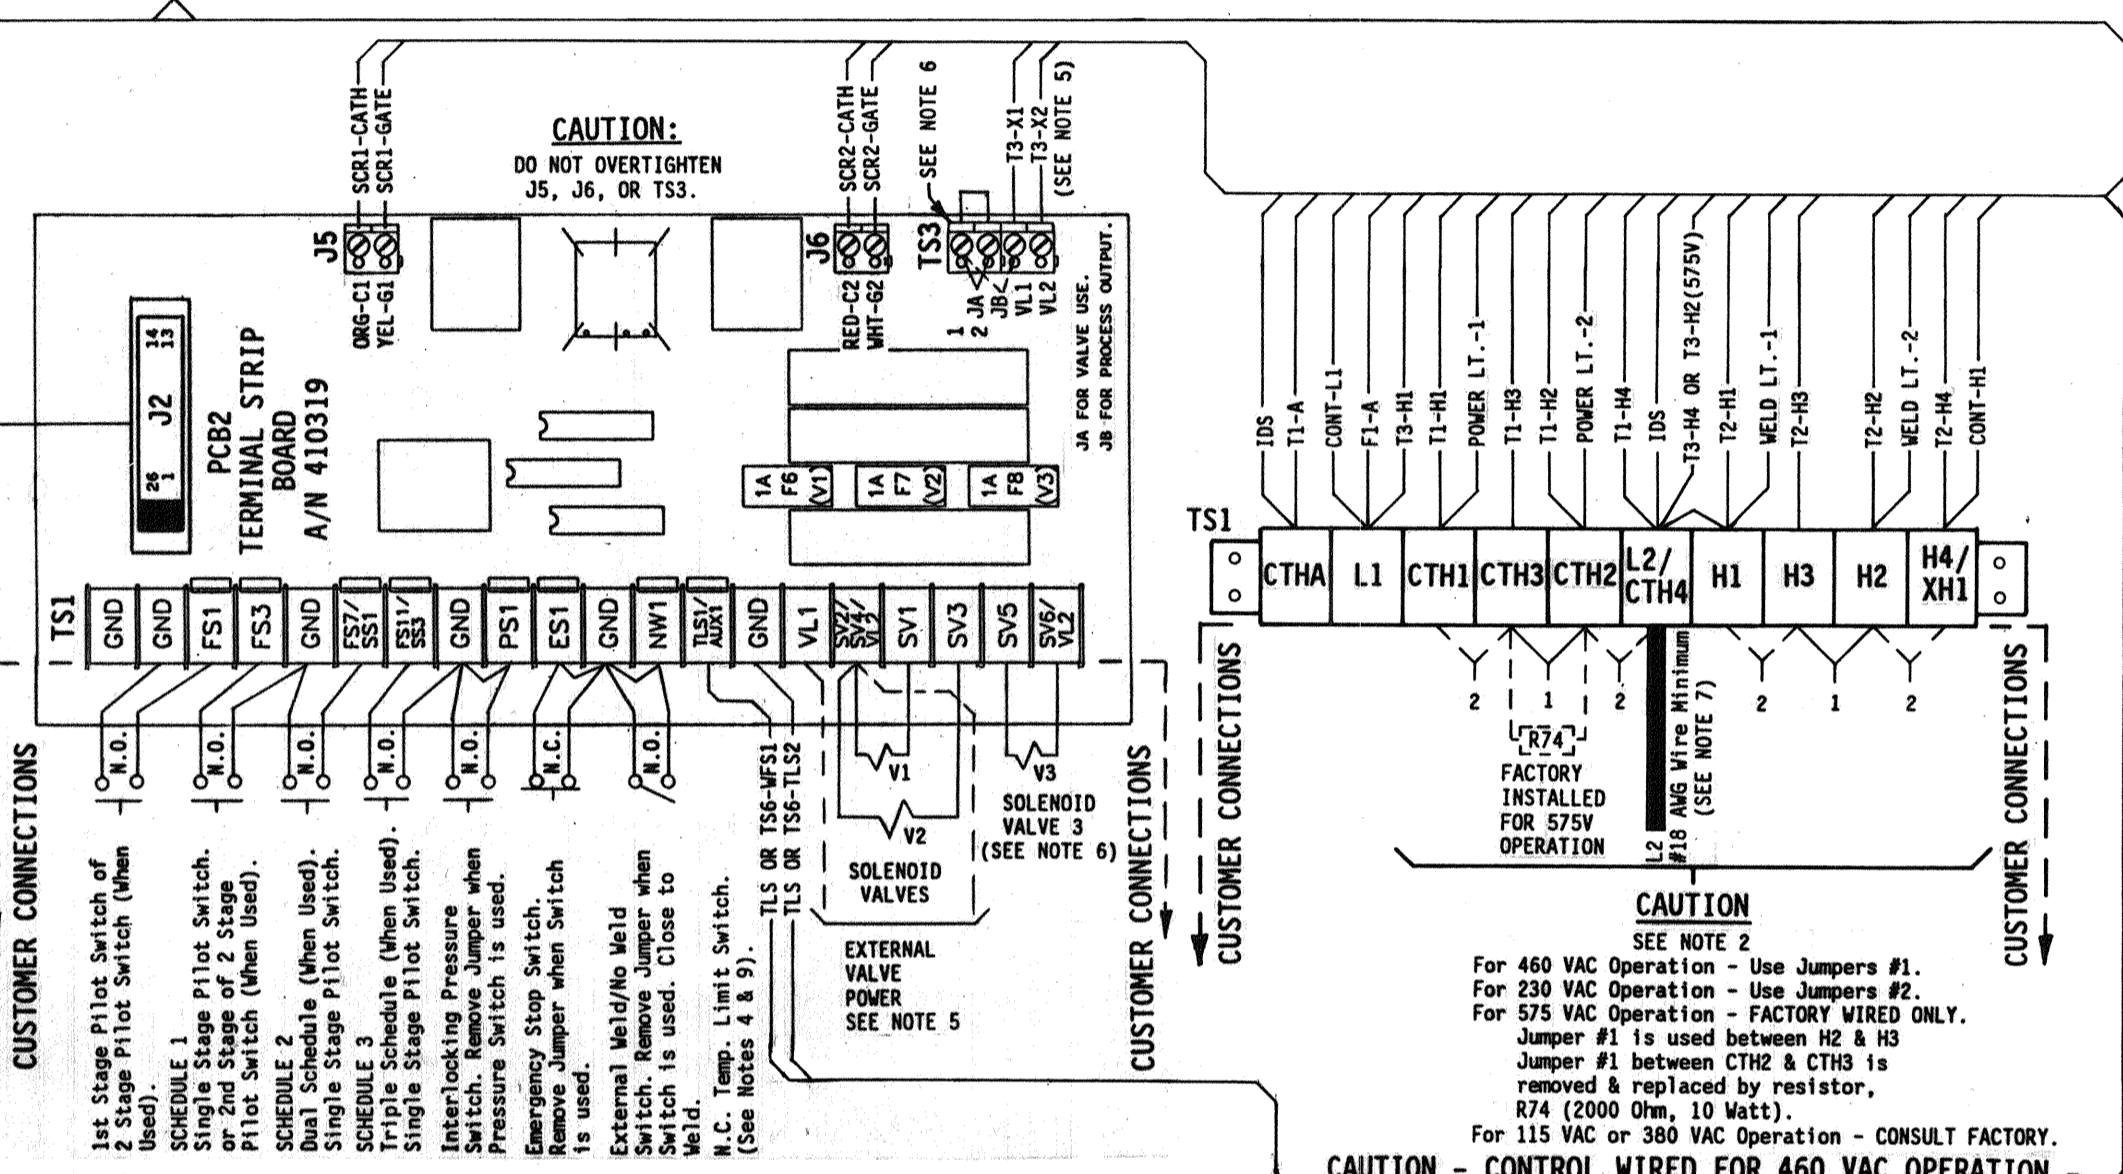 SCR1-CATH
SCR1-GATE
CAUTION:
DO NOT OVERTIGHTEN
J5, J6, OR TS3.
SCR2-CATH
SCR2-GATE
SEE NOTE 6
T3-X1
T3-X2
(SEE NOTE 5)
J5
ORG-C1
YEL-G1
J6
RED-C2
WHT-G2
TS3
1
2
JA
JB
VL1
VL2
JA FOR VALVE USE.
JB FOR PROCESS OUTPUT.
14
13
J2
26
1
PCB2
TERMINAL STRIP
BOARD
A/N 410319
1A
F6
(V1)
1A
F7
(V2)
1A
F8
(V3)
TS1
GND
GND
FS1
FS3
GND
FS7/
SS1
FS11/
SS3
GND
PS1
ES1
GND
NW1
TLS1/
AUX1
GND
VL1
SV2/
SV4/
VL2
SV1
SV3
SV5
SV6/
VL2
CUSTOMER CONNECTIONS
N.O.
N.O.
N.O.
N.O.
N.O.
N.C.
N.O.
1st Stage Pilot Switch of
2 Stage Pilot Switch (When
Used).
SCHEDULE 1
Single Stage Pilot Switch.
or 2nd Stage of 2 Stage
Pilot Switch (When Used).
SCHEDULE 2
Dual Schedule (When Used).
Single Stage Pilot Switch.
SCHEDULE 3
Triple Schedule (When Used).
Single Stage Pilot Switch.
Interlocking Pressure
Switch. Remove Jumper when
Pressure Switch is used.
Emergency Stop Switch.
Remove Jumper when Switch
is used.
External Weld/No Weld
Switch. Remove Jumper when
Switch is used. Close to
Weld.
N.C. Temp. Limit Switch.
(See Notes 4 & 9).
TLS OR TS6-WFS1
TLS OR TS6-TLS2
V1
V2
SOLENOID
VALVES
V3
SOLENOID
VALVE 3
(SEE NOTE 6)
EXTERNAL
VALVE
POWER
SEE NOTE 5
CUSTOMER CONNECTIONS
IDS
T1-A
CONT-L1
F1-A
T3-H1
T1-H1
POWER LT.-1
T1-H3
T1-H2
POWER LT.-2
T1-H4
IDS
T3-H4 OR T3-H2(575V)
T2-H1
WELD LT.-1
T2-H3
T2-H2
WELD LT.-2
T2-H4
CONT-H1
TS1
CTHA
L1
CTH1
CTH3
CTH2
L2/
CTH4
H1
H3
H2
H4/
XH1
CUSTOMER CONNECTIONS
2
1
2
2
1
2
R74
FACTORY
INSTALLED
FOR 575V
OPERATION
L2
#18 AWG Wire Minimum
(SEE NOTE 7)
CUSTOMER CONNECTIONS
CAUTION
SEE NOTE 2
For 460 VAC Operation - Use Jumpers #1.
For 230 VAC Operation - Use Jumpers #2.
For 575 VAC Operation - FACTORY WIRED ONLY.
Jumper #1 is used between H2 & H3
Jumper #1 between CTH2 & CTH3 is
removed & replaced by resistor,
R74 (2000 Ohm, 10 Watt).
For 115 VAC or 380 VAC Operation - CONSULT FACTORY.
CAUTION - CONTROL WIRED FOR 460 VAC OPERATION -